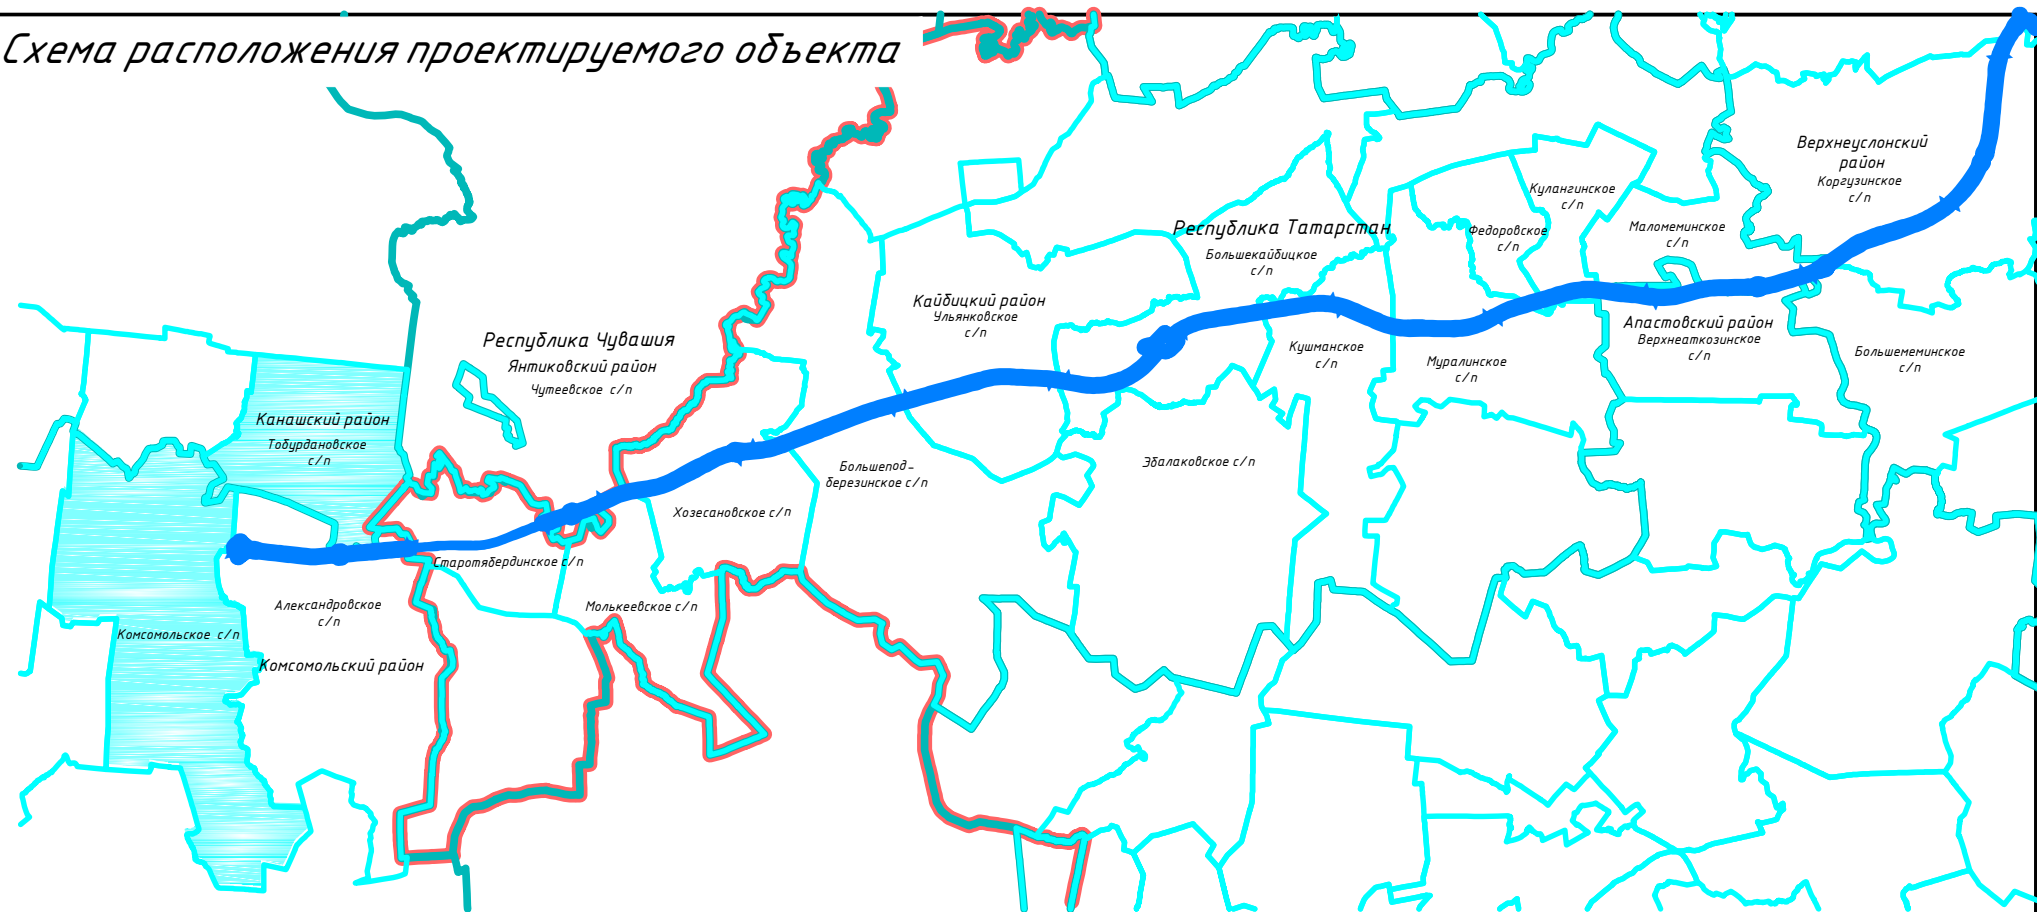 Схема расположения проектируемого объекта
Верхнеуслонский
район
Коргузинское
с/п
Кулангинское
с/п
Республика Татарстан
Большекайбицкое
с/п
Федоровское
с/п
Маломеминское
с/п
Кайбицкий район
Ульянковское
с/п
Республика Чувашия
Янтиковский район
Чутеевское с/п
Кушманское
с/п
Муралинское
с/п
Апастовский район
Верхнеаткозинское
с/п
Большемеминское
с/п
Канашский район
Тобурдановское
с/п
Большепод-
березинское с/п
Эбалаковское с/п
Хозесановское с/п
Старотябердинское с/п
Александровское
с/п
Молькеевское с/п
Комсомольское с/п
Комсомольский район